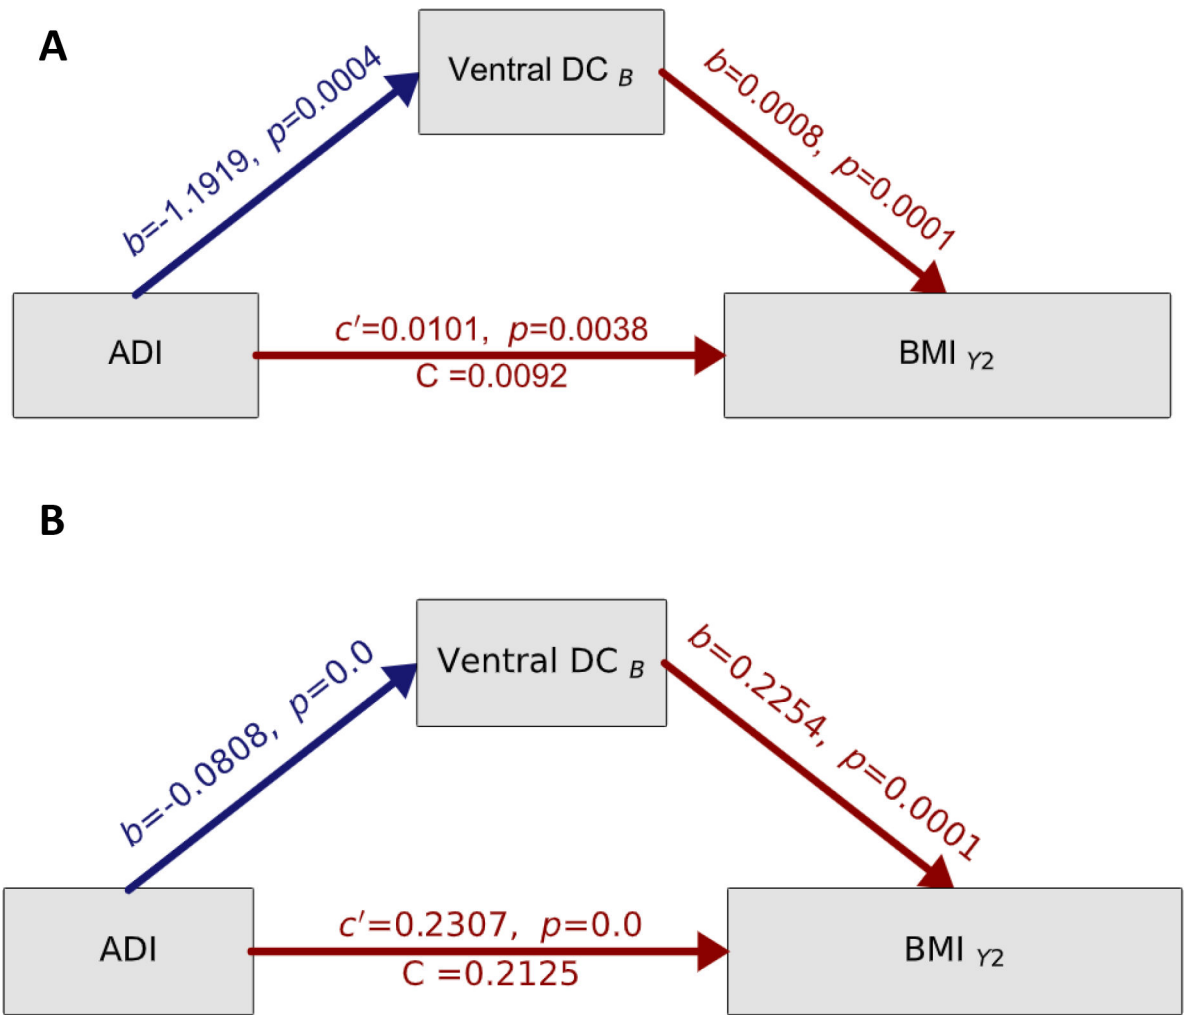 A
Ventral DC B
b=-1.1919, p=0.0004
b=0.0008, p=0.0001
ADI
c′=0.0101, p=0.0038
C =0.0092
BMI Y2
B
Ventral DC B
b=-0.0808, p=0.0
b=0.2254, p=0.0001
ADI
c′=0.2307, p=0.0
C =0.2125
BMI Y2